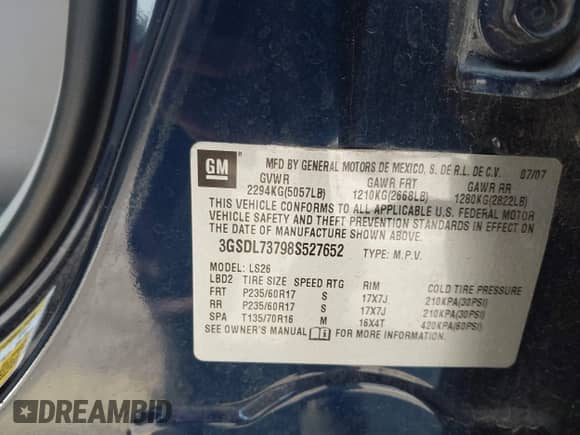 GM ®
MFD BY GENERAL MOTORS DE MEXICO, S. DE R.L. DE C.V. 07/07
GVWR GAWR FRT GAWR RR
2294KG(5057LB) 1210KG(2668LB) 1280KG(2822LB)
THIS VEHICLE CONFORMS TO ALL APPLICABLE U.S. FEDERAL MOTOR
VEHICLE SAFETY AND THEFT PREVENTION STANDARDS IN EFFECT ON
THE DATE OF MANUFACTURE SHOWN ABOVE.
3GSDL73798S527652 TYPE: M.P.V.
MODEL: LS26
LBD2 TIRE SIZE SPEED RTG RIM COLD TIRE PRESSURE
FRT P235/60R17 S 17X7J 210KPA(30PSI)
RR P235/60R17 S 17X7J 210KPA(30PSI)
SPA T135/70R16 M 16X4T 420KPA(60PSI)
SEE OWNER'S MANUAL FOR MORE INFORMATION.
DREAMBID